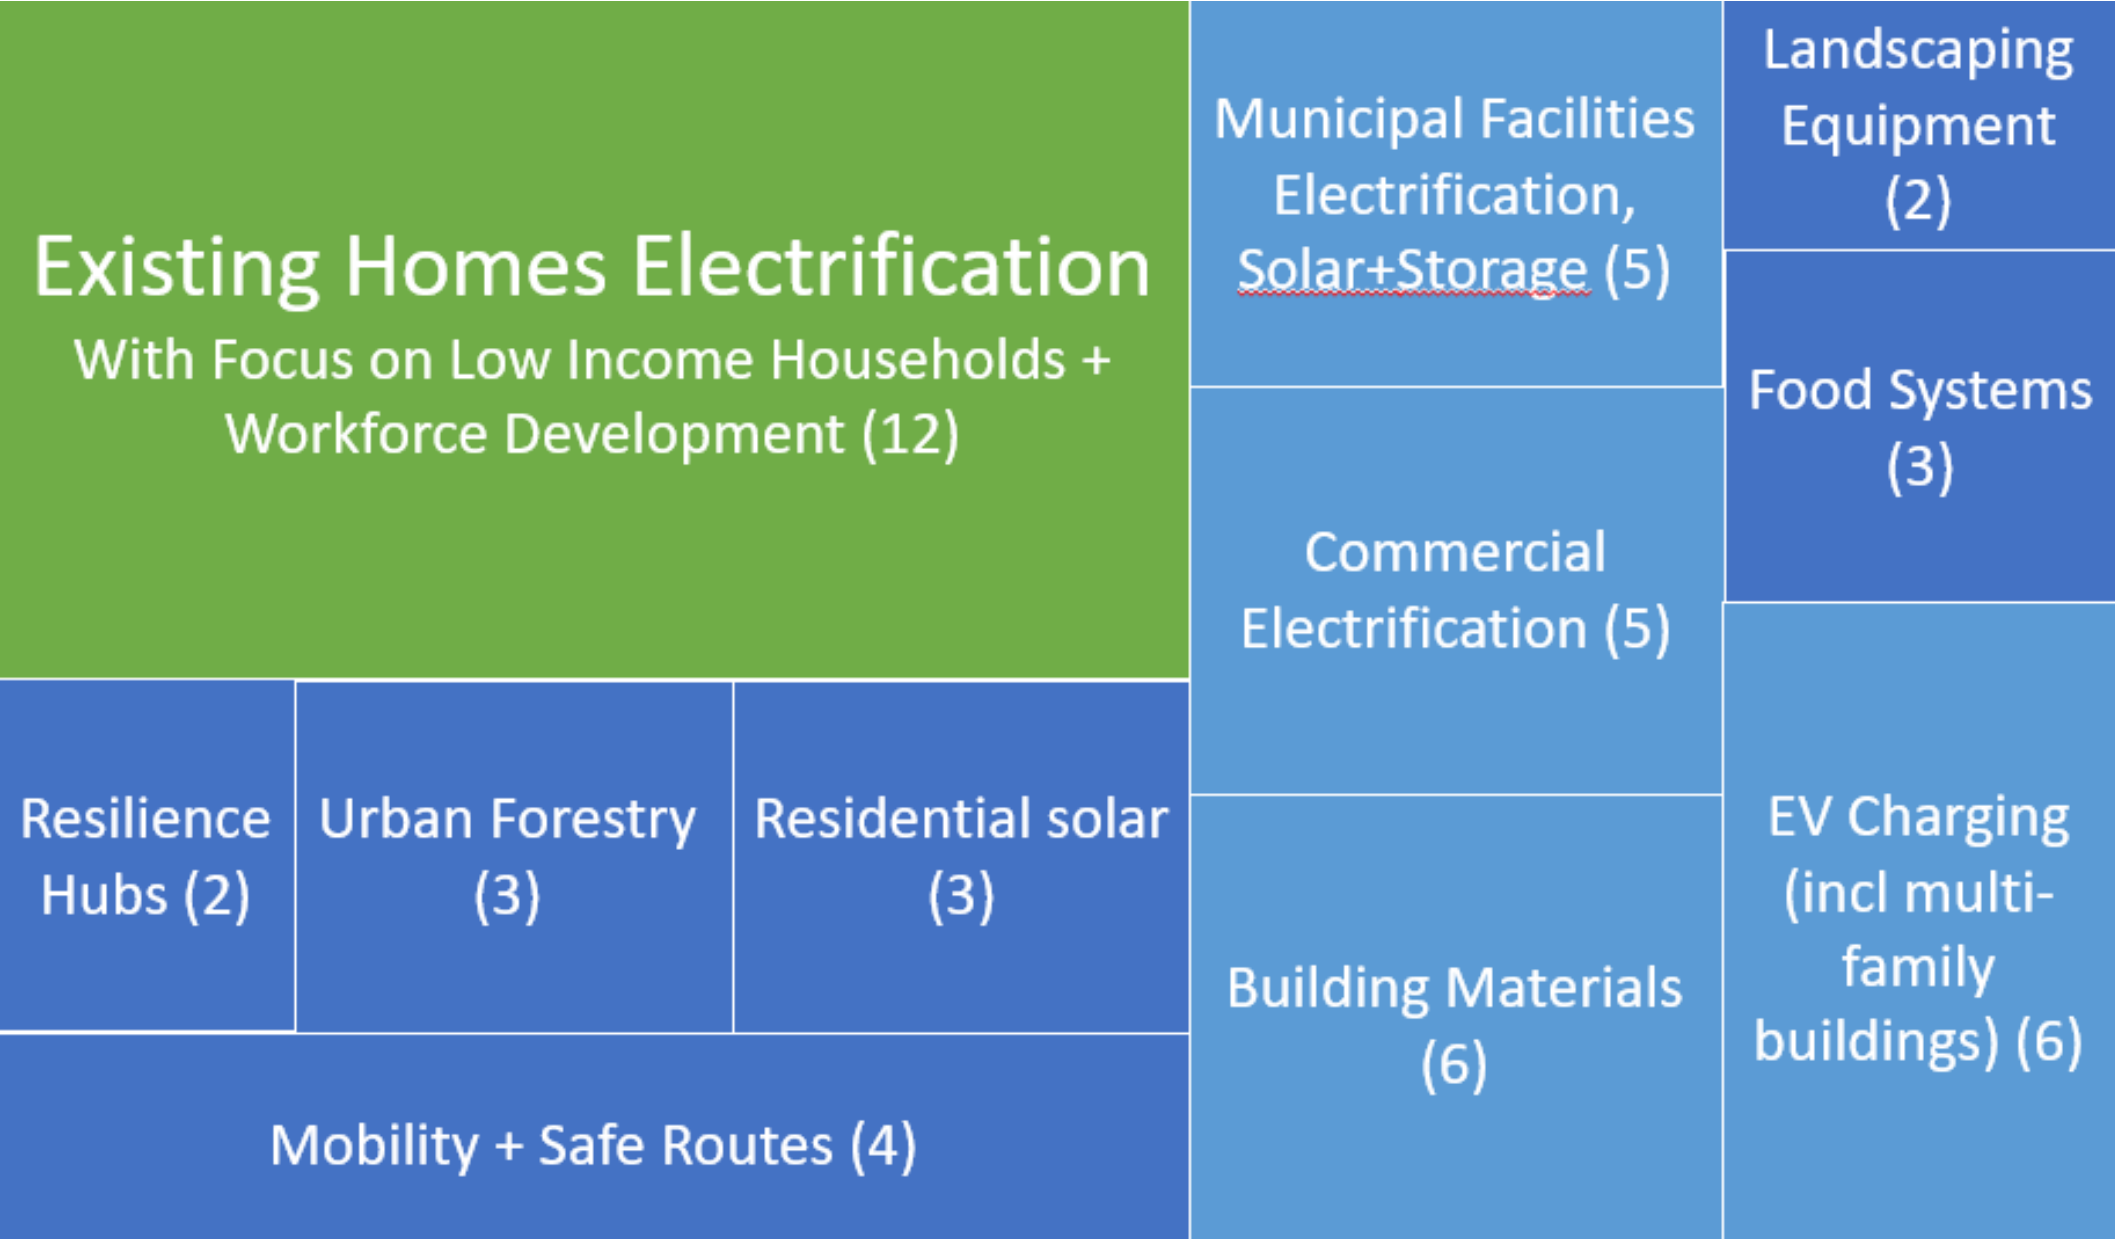 Existing Homes Electrification
With Focus on Low Income Households +
Workforce Development (12)
Municipal Facilities
Electrification,
Solar+Storage (5)
Landscaping
Equipment
(2)
Food Systems
(3)
Commercial
Electrification (5)
Resilience
Hubs (2)
Urban Forestry
(3)
Residential solar
(3)
Building Materials
(6)
EV Charging
(incl multi-
family
buildings) (6)
Mobility + Safe Routes (4)